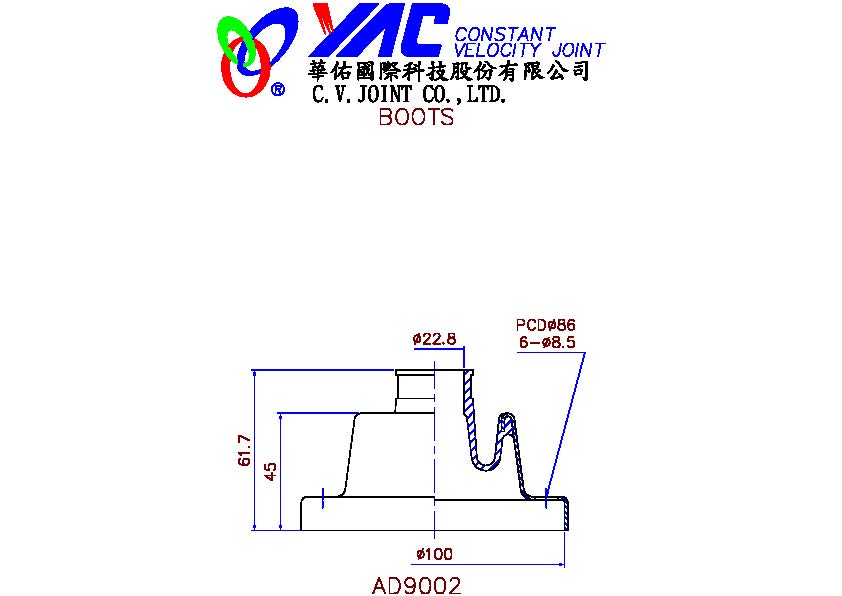 YAC CONSTANT
VELOCITY JOINT
華佑國際科技股份有限公司
®
C.V.JOINT CO.,LTD.
BOOTS
PCDø86
6-ø8.5
ø22.8
61.7
45
ø100
AD9002